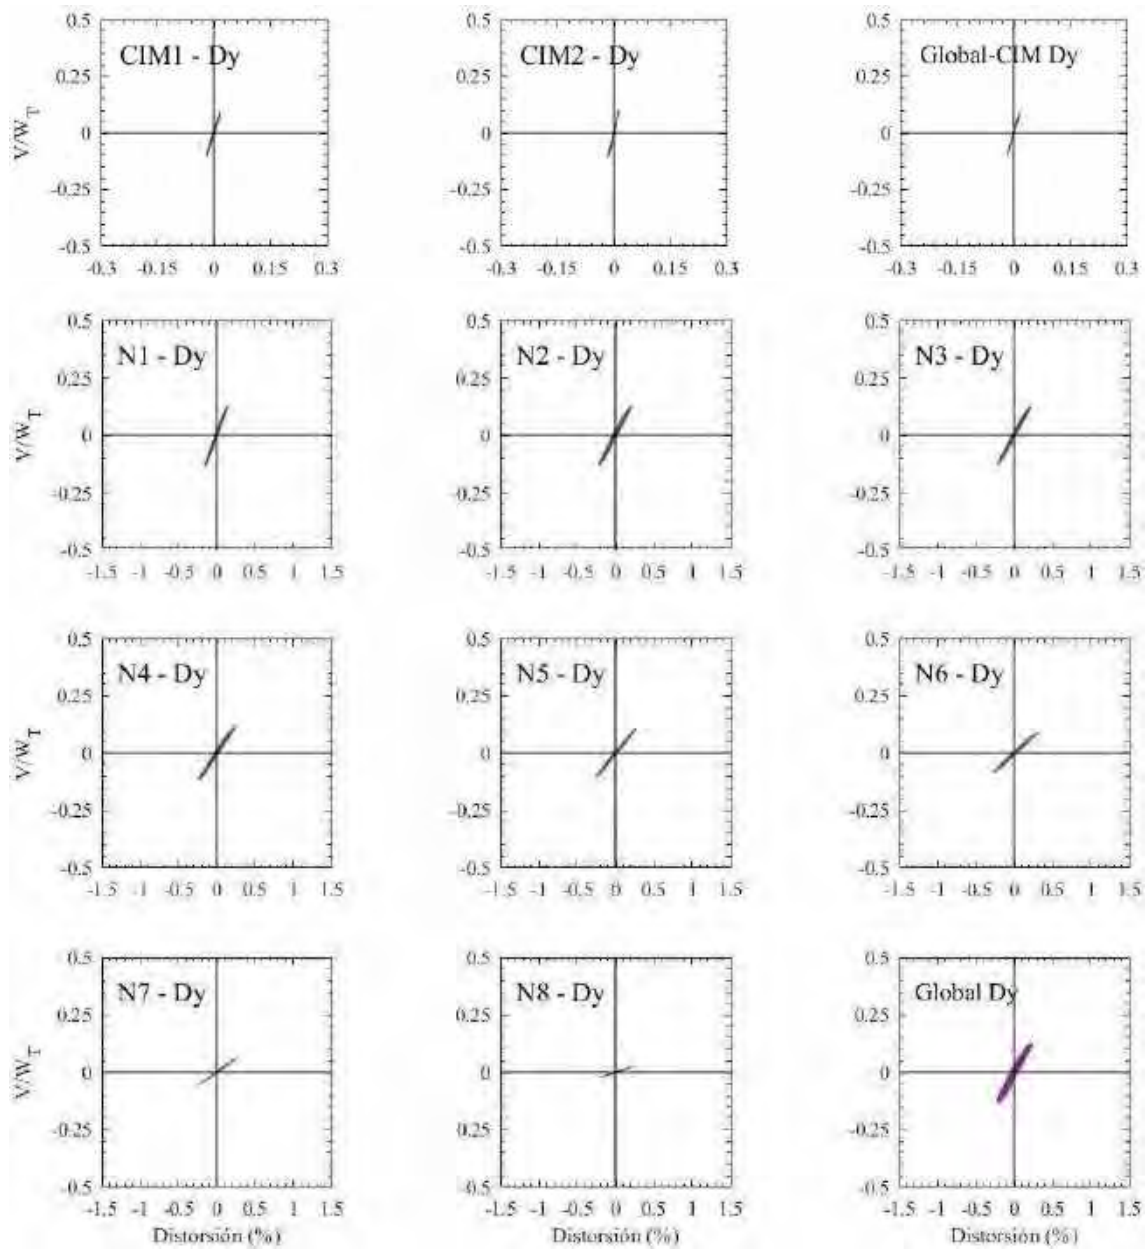 0.5 0.5 0.5
CIM1 - Dy CIM2 - Dy Global-CIM Dy
0.25 0.25 0.25
V/W_T
0 0 0
-0.25 -0.25 -0.25
-0.5 -0.5 -0.5
-0.3 -0.15 0 0.15 0.3 -0.3 -0.15 0 0.15 0.3 -0.3 -0.15 0 0.15 0.3
0.5 0.5 0.5
N1 - Dy N2 - Dy N3 - Dy
0.25 0.25 0.25
V/W_T
0 0 0
-0.25 -0.25 -0.25
-0.5 -0.5 -0.5
-1.5 -1 -0.5 0 0.5 1 1.5 -1.5 -1 -0.5 0 0.5 1 1.5 -1.5 -1 -0.5 0 0.5 1 1.5
0.5 0.5 0.5
N4 - Dy N5 - Dy N6 - Dy
0.25 0.25 0.25
V/W_T
0 0 0
-0.25 -0.25 -0.25
-0.5 -0.5 -0.5
-1.5 -1 -0.5 0 0.5 1 1.5 -1.5 -1 -0.5 0 0.5 1 1.5 -1.5 -1 -0.5 0 0.5 1 1.5
0.5 0.5 0.5
N7 - Dy N8 - Dy Global Dy
0.25 0.25 0.25
V/W_T
0 0 0
-0.25 -0.25 -0.25
-0.5 -0.5 -0.5
-1.5 -1 -0.5 0 0.5 1 1.5 -1.5 -1 -0.5 0 0.5 1 1.5 -1.5 -1 -0.5 0 0.5 1 1.5
Distorsión (%) Distorsión (%) Distorsión (%)